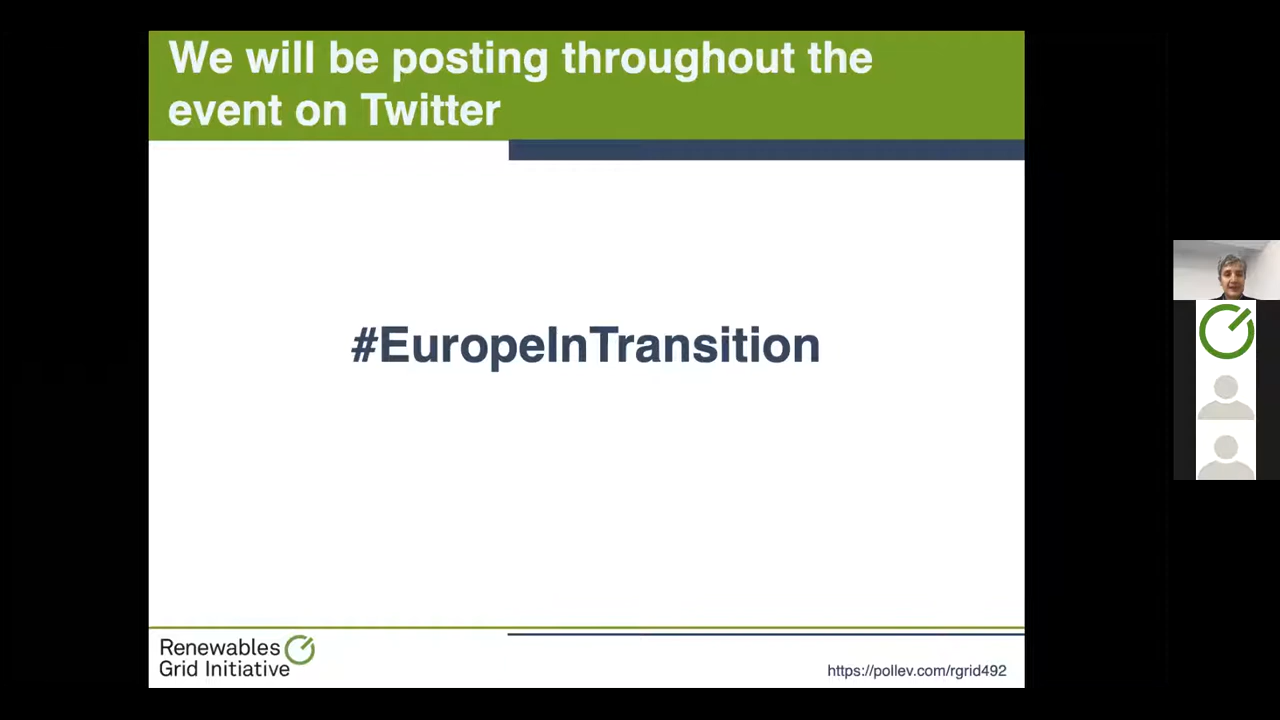 We will be posting throughout the
event on Twitter
#EuropeInTransition
Renewables
Grid Initiative
https://pollev.com/rgrid492